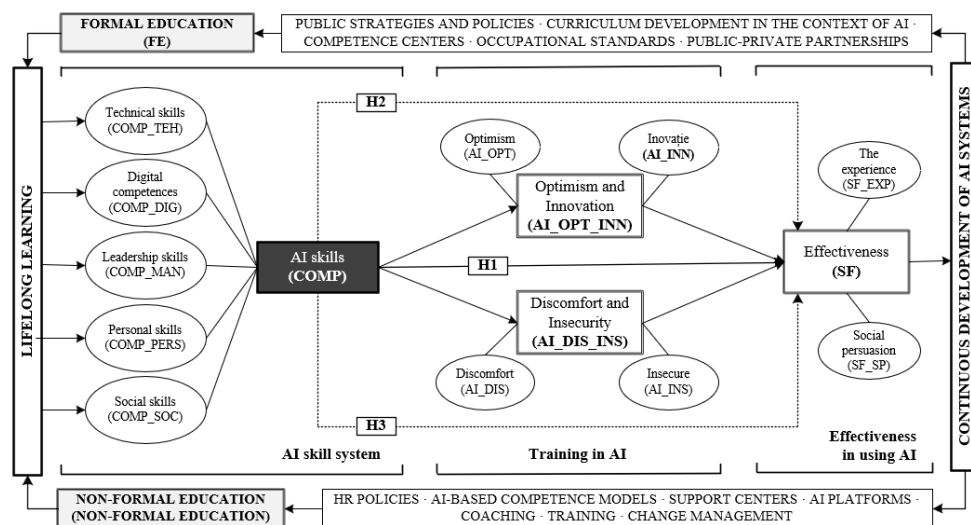 FORMAL EDUCATION
(FE)
PUBLIC STRATEGIES AND POLICIES · CURRICULUM DEVELOPMENT IN THE CONTEXT OF AI ·
COMPETENCE CENTERS · OCCUPATIONAL STANDARDS · PUBLIC-PRIVATE PARTNERSHIPS
LIFELONG LEARNING
Technical skills
(COMP_TEH)
Digital
competences
(COMP_DIG)
Leadership skills
(COMP_MAN)
Personal skills
(COMP_PERS)
Social skills
(COMP_SOC)
AI skills
(COMP)
H2
Optimism
(AI_OPT)
Inovație
(AI_INN)
Optimism and
Innovation
(AI_OPT_INN)
H1
Discomfort and
Insecurity
(AI_DIS_INS)
Discomfort
(AI_DIS)
Insecure
(AI_INS)
H3
The
experience
(SF_EXP)
Effectiveness
(SF)
Social
persuasion
(SF_SP)
CONTINUOUS DEVELOPMENT OF AI SYSTEMS
AI skill system
Training in AI
Effectiveness
in using AI
NON-FORMAL EDUCATION
(NON-FORMAL EDUCATION)
HR POLICIES · AI-BASED COMPETENCE MODELS · SUPPORT CENTERS · AI PLATFORMS ·
COACHING · TRAINING · CHANGE MANAGEMENT